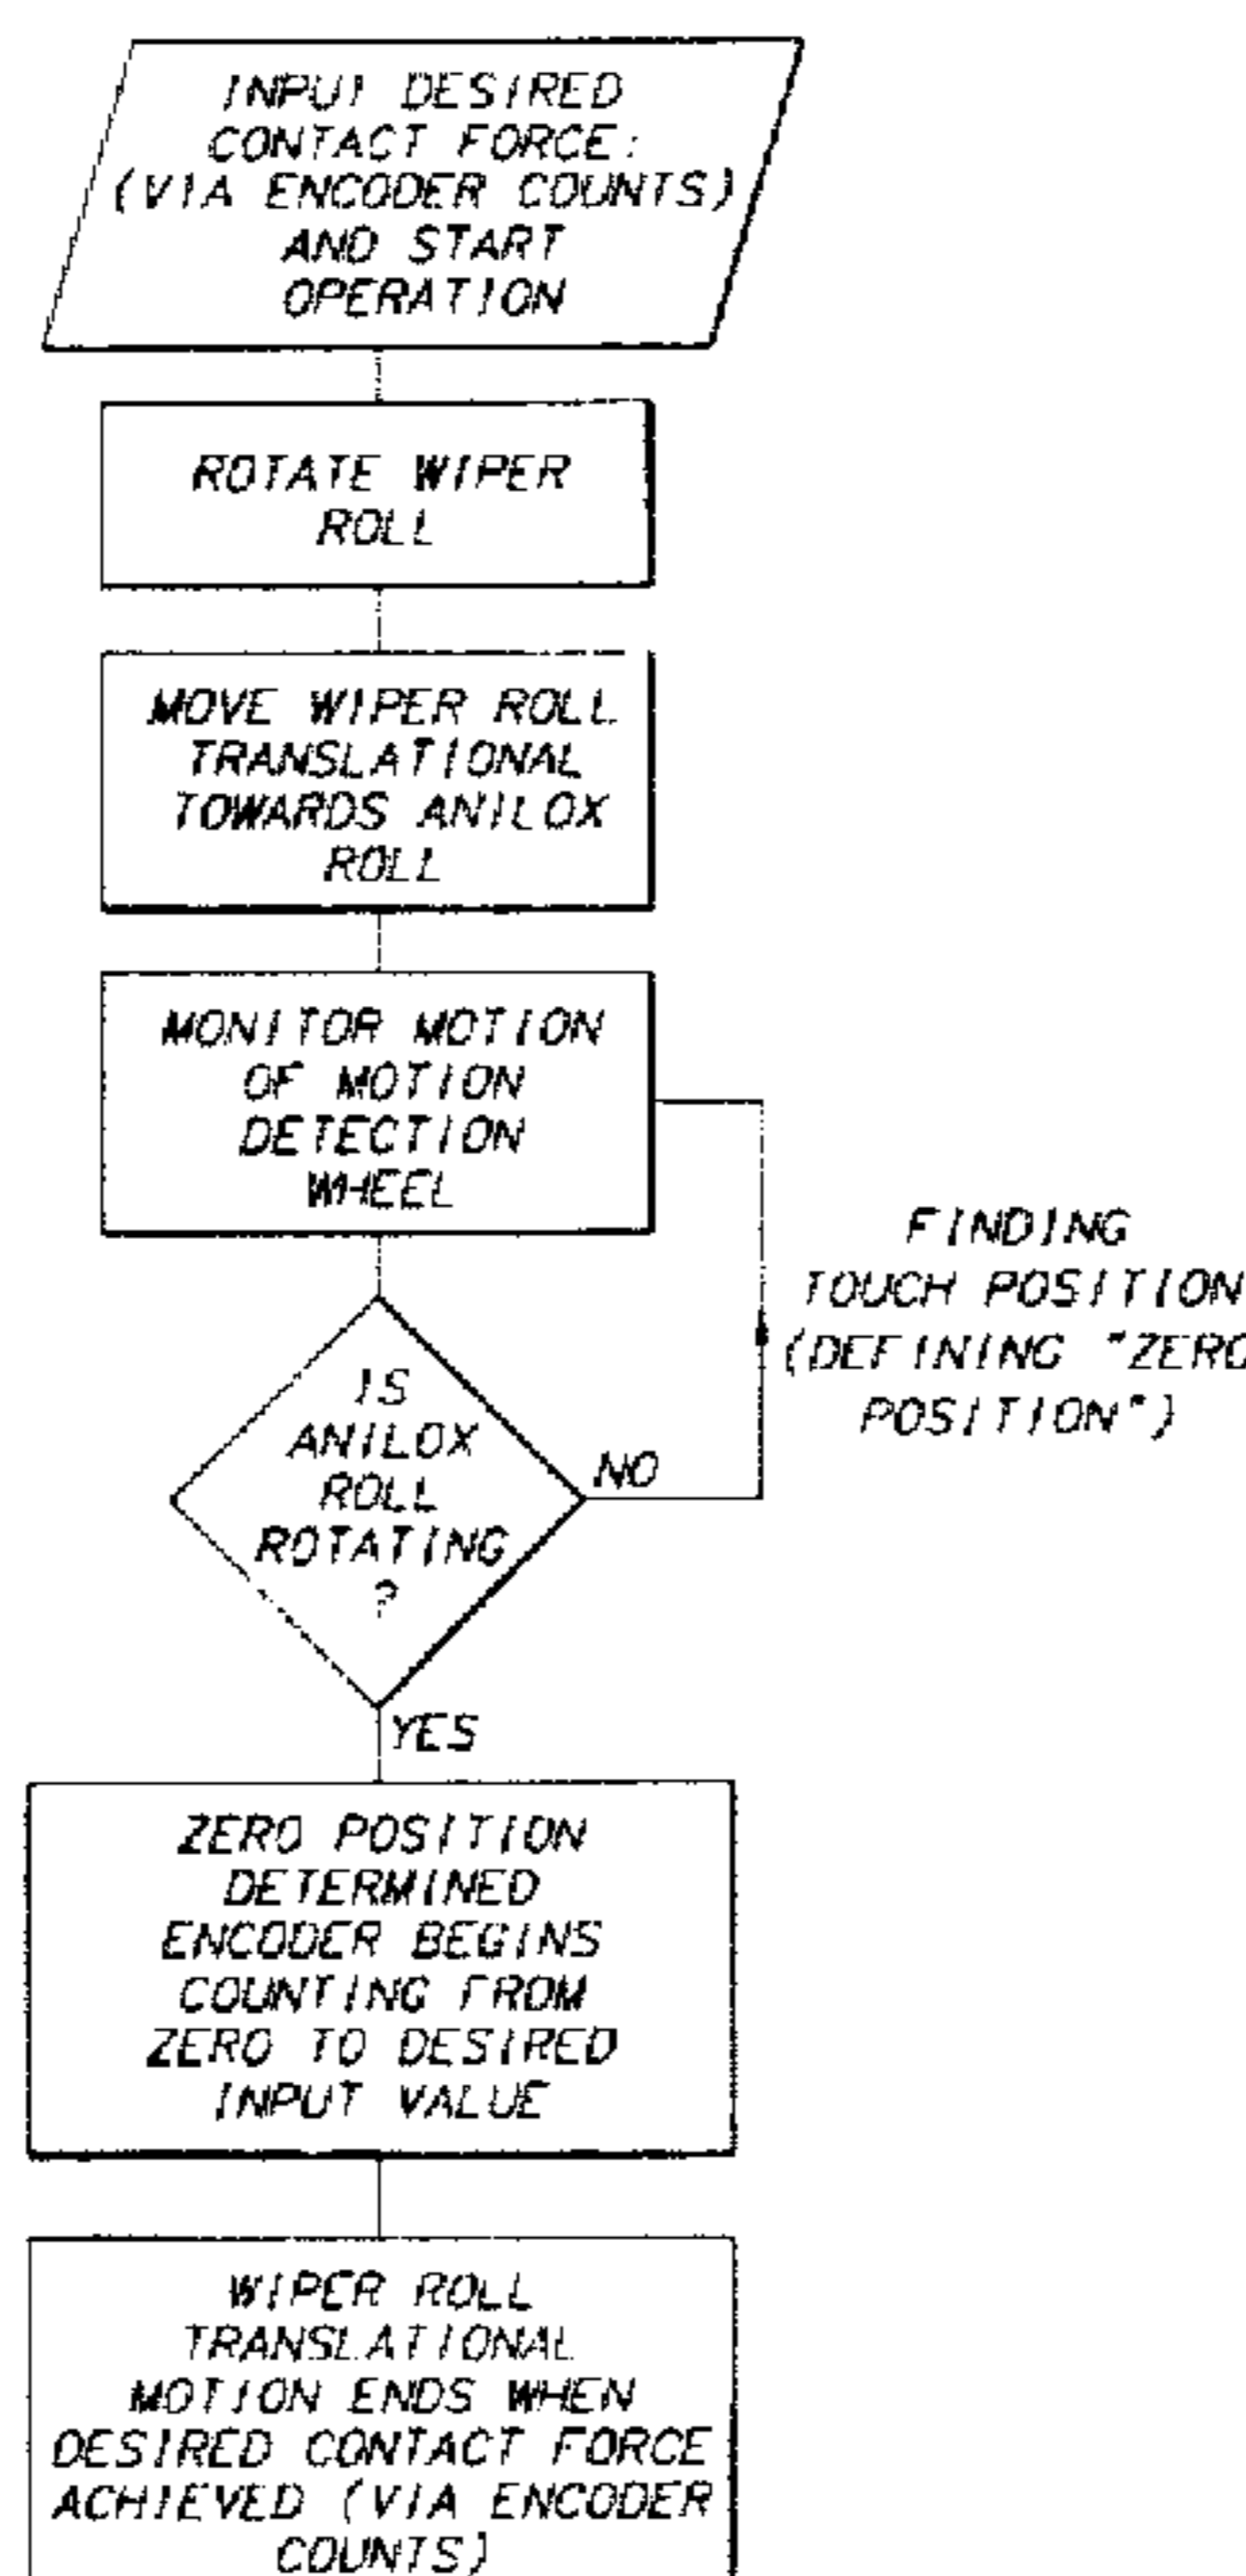 INPUT DESIRED
CONTACT FORCE:
(VIA ENCODER COUNTS)
AND START
OPERATION
ROTATE WIPER
ROLL
MOVE WIPER ROLL
TRANSLATIONAL
TOWARDS ANILOX
ROLL
MONITOR MOTION
OF MOTION
DETECTION
WHEEL
FINDING
TOUCH POSITION
(DEFINING "ZERO
POSITION")
IS
ANILOX
ROLL
ROTATING
?
NO
YES
ZERO POSITION
DETERMINED
ENCODER BEGINS
COUNTING FROM
ZERO TO DESIRED
INPUT VALUE
WIPER ROLL
TRANSLATIONAL
MOTION ENDS WHEN
DESIRED CONTACT FORCE
ACHIEVED (VIA ENCODER
COUNTS)